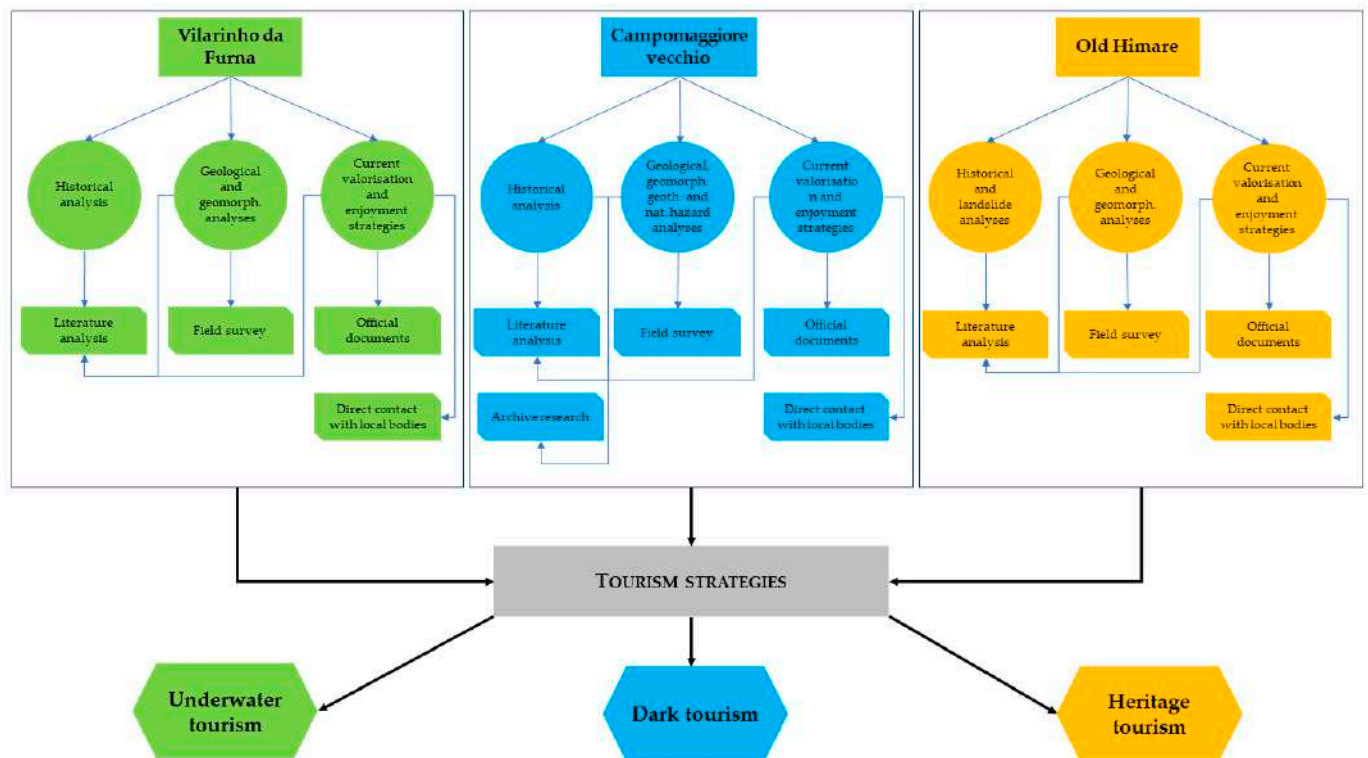 Vilarinho da
Furna
Historical
analysis
Geological
and
geomorph.
analyses
Current
valorisation
and
enjoyment
strategies
Literature
analysis
Field survey
Official
documents
Direct contact
with local bodies
Campomaggiore
vecchio
Historical
analysis
Geological,
geomorph.
geoth. and
nat. hazard
analyses
Current
valorisatio
n and
enjoyment
strategies
Literature
analysis
Field survey
Official
documents
Archive research
Direct contact
with local bodies
Old Himare
Historical
and
landslide
analyses
Geological
and
geomorph.
analyses
Current
valorisation
and
enjoyment
strategies
Literature
analysis
Field survey
Official
documents
Direct contact
with local bodies
TOURISM STRATEGIES
Underwater
tourism
Dark tourism
Heritage
tourism